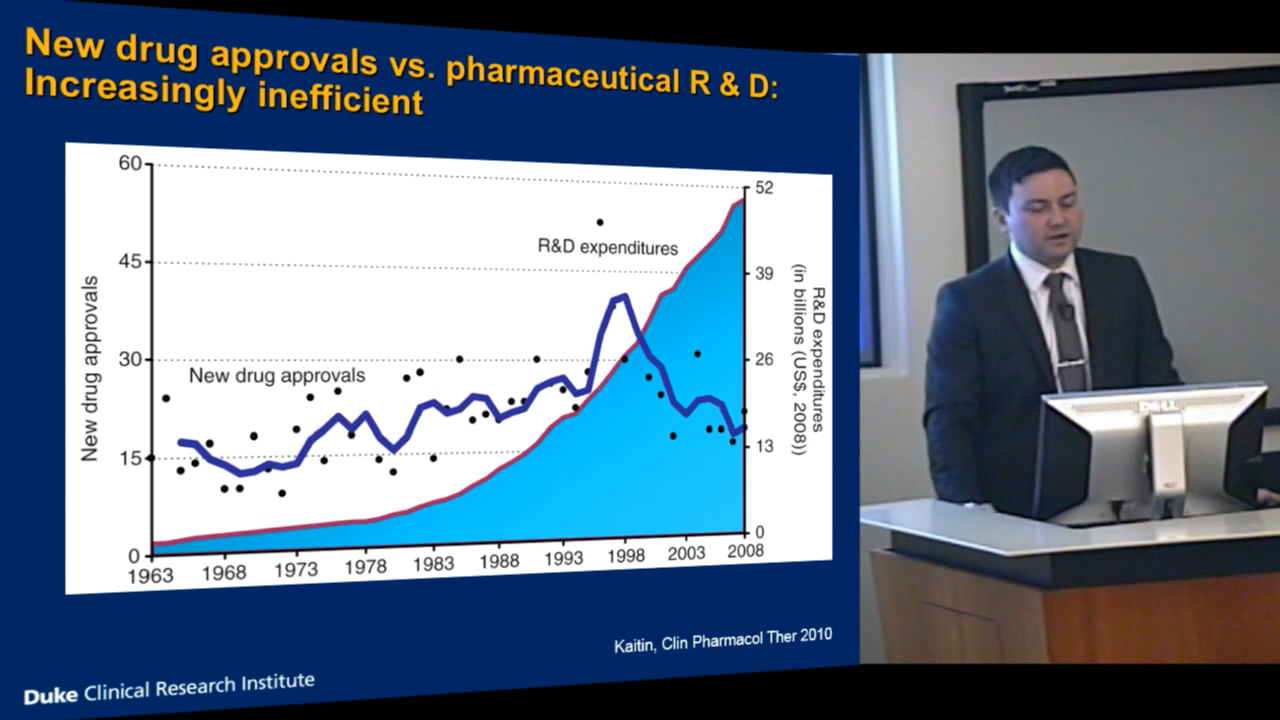 New drug approvals vs. pharmaceutical R & D:
Increasingly inefficient
60
45
30
15
0
New drug approvals
52
39
26
13
0
R&D expenditures
(in billions (US$, 2008))
R&D expenditures
New drug approvals
1963 1968 1973 1978 1983 1988 1993 1998 2003 2008
Kaitin, Clin Pharmacol Ther 2010
Duke Clinical Research Institute
DELL